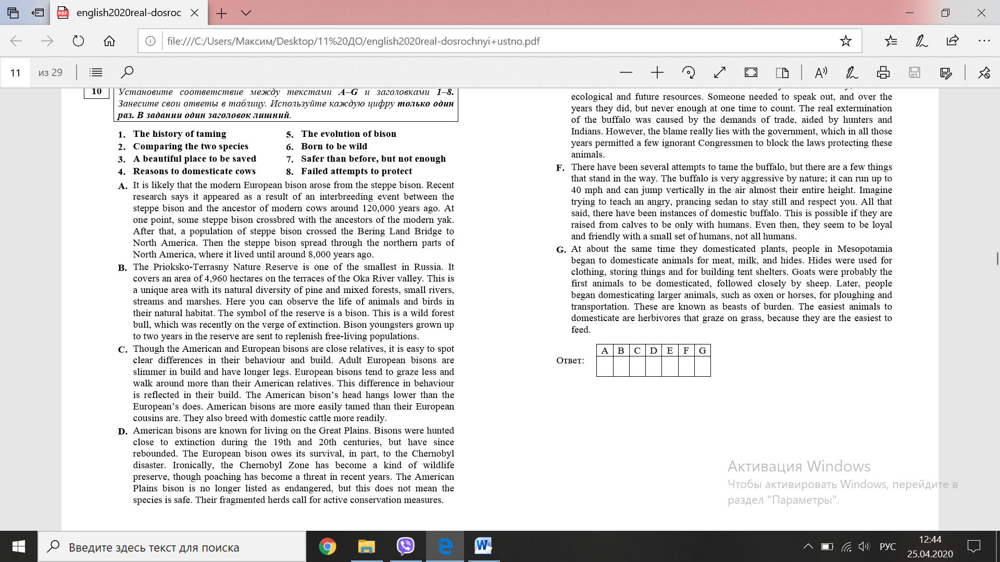 english2020real-dosroc
file:///C:/Users/Максим/Desktop/11%20ДО/english2020real-dosrochnyi+ustno.pdf
11 из 29
10
Установите соответствие между текстами A–G и заголовками 1–8.
Занесите свои ответы в таблицу. Используйте каждую цифру только один
раз. В задании один заголовок лишний.
1. The history of taming
2. Comparing the two species
3. A beautiful place to be saved
4. Reasons to domesticate cows
5. The evolution of bison
6. Born to be wild
7. Safer than before, but not enough
8. Failed attempts to protect
A. It is likely that the modern European bison arose from the steppe bison. Recent
research says it appeared as a result of an interbreeding event between the
steppe bison and the ancestor of modern cows around 120,000 years ago. At
one point, some steppe bison crossbred with the ancestors of the modern yak.
After that, a population of steppe bison crossed the Bering Land Bridge to
North America. Then the steppe bison spread through the northern parts of
North America, where it lived until around 8,000 years ago.
B. The Prioksko-Terrasny Nature Reserve is one of the smallest in Russia. It
covers an area of 4,960 hectares on the terraces of the Oka River valley. This is
a unique area with its natural diversity of pine and mixed forests, small rivers,
streams and marshes. Here you can observe the life of animals and birds in
their natural habitat. The symbol of the reserve is a bison. This is a wild forest
bull, which was recently on the verge of extinction. Bison youngsters grown up
to two years in the reserve are sent to replenish free-living populations.
C. Though the American and European bisons are close relatives, it is easy to spot
clear differences in their behaviour and build. Adult European bisons are
slimmer in build and have longer legs. European bisons tend to graze less and
walk around more than their American relatives. This difference in behaviour
is reflected in their build. The American bison's head hangs lower than the
European's does. American bisons are more easily tamed than their European
cousins are. They also breed with domestic cattle more readily.
D. American bisons are known for living on the Great Plains. Bisons were hunted
close to extinction during the 19th and 20th centuries, but have since
rebounded. The European bison owes its survival, in part, to the Chernobyl
disaster. Ironically, the Chernobyl Zone has become a kind of wildlife
preserve, though poaching has become a threat in recent years. The American
Plains bison is no longer listed as endangered, but this does not mean the
species is safe. Their fragmented herds call for active conservation measures.
ecological and future resources. Someone needed to speak out, and over the
years they did, but never enough at one time to count. The real extermination
of the buffalo was caused by the demands of trade, aided by hunters and
Indians. However, the blame really lies with the government, which in all those
years permitted a few ignorant Congressmen to block the laws protecting these
animals.
F. There have been several attempts to tame the buffalo, but there are a few things
that stand in the way. The buffalo is very aggressive by nature; it can run up to
40 mph and can jump vertically in the air almost their entire height. Imagine
trying to teach an angry, prancing sedan to stay still and respect you. All that
said, there have been instances of domestic buffalo. This is possible if they are
raised from calves to be only with humans. Even then, they seem to be loyal
and friendly with a small set of humans, not all humans.
G. At about the same time they domesticated plants, people in Mesopotamia
began to domesticate animals for meat, milk, and hides. Hides were used for
clothing, storing things and for building tent shelters. Goats were probably the
first animals to be domesticated, followed closely by sheep. Later, people
began domesticating larger animals, such as oxen or horses, for ploughing and
transportation. These are known as beasts of burden. The easiest animals to
domesticate are herbivores that graze on grass, because they are the easiest to
feed.
A B C D E F G
Ответ:
Активация Windows
Чтобы активировать Windows, перейдите в
раздел "Параметры".
Введите здесь текст для поиска
РУС
12:44
25.04.2020